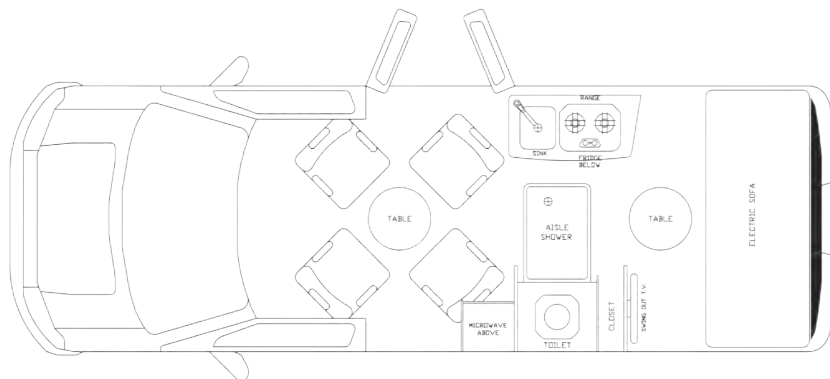 RANGE
SINK
FRIDGE
BELOW
TABLE
AISLE
SHOWER
TABLE
ELECTRIC SOFA
MICROWAVE
ABOVE
TOILET
CLOSET
SWING OUT T.V.